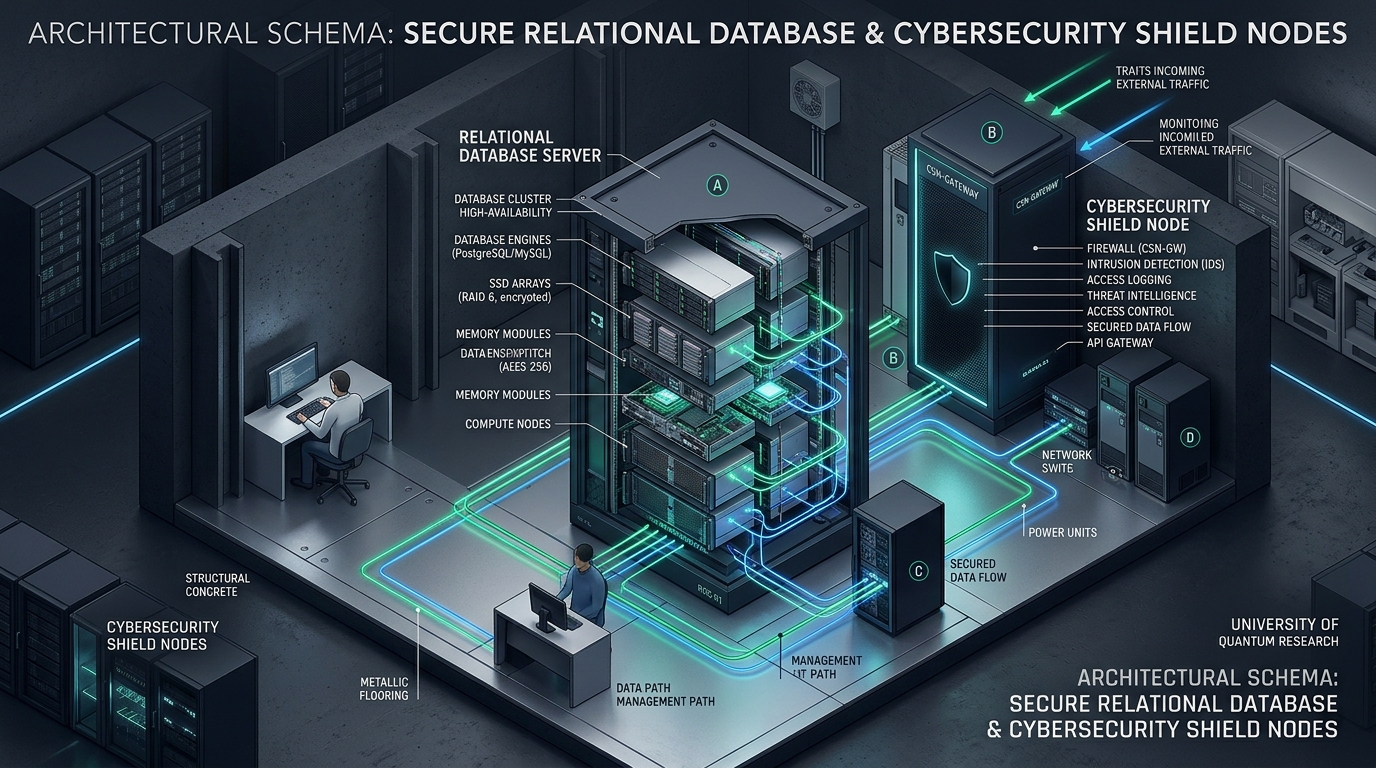 ARCHITECTURAL SCHEMA: SECURE RELATIONAL DATABASE & CYBERSECURITY SHIELD NODES
TRAITS INCOMING
EXTERNAL TRAFFIC
MONITOING
INCOMILED
EXTERNAL TRAFFIC
RELATIONAL
DATABASE SERVER
A
B
CSN-GATEWAY
CSN-GATEWAY
DATABASE CLUSTER
HIGH-AVAILABILITY
DATABASE ENGINES
(PostgreSQL/MySGL)
SSD ARRAYS
(RAID 6, encryoted)
MEMORY MODULES
(AEES 256)
MEMORY MODULES
COMPUTE NODES
CYBERSECURITY
SHIELD NODE
FIREWALL (CSN-GW)
INTRUSION DETECTION (IDS)
ACCESS LOGGING
THREAT INTELLIGENCE
ACCESS CONTROL
SECURED DATA FLOW
API GATEWAY
B
D
NETWORK
SWITE
POWER UNITS
C
SECURED
DATA FLOW
STRUCTURAL
CONCRETE
CYBERSECURITY
SHIELD NODES
METALLIC
FLOORING
DATA PATH
MANAGEMENT PATH
MANAGEMENT
PATH
UNIVERSITY OF
QUANTUM RESEARCH
ARCHITECTURAL SCHEMA:
SECURE RELATIONAL DATABASE
& CYBERSECURITY SHIELD NODES